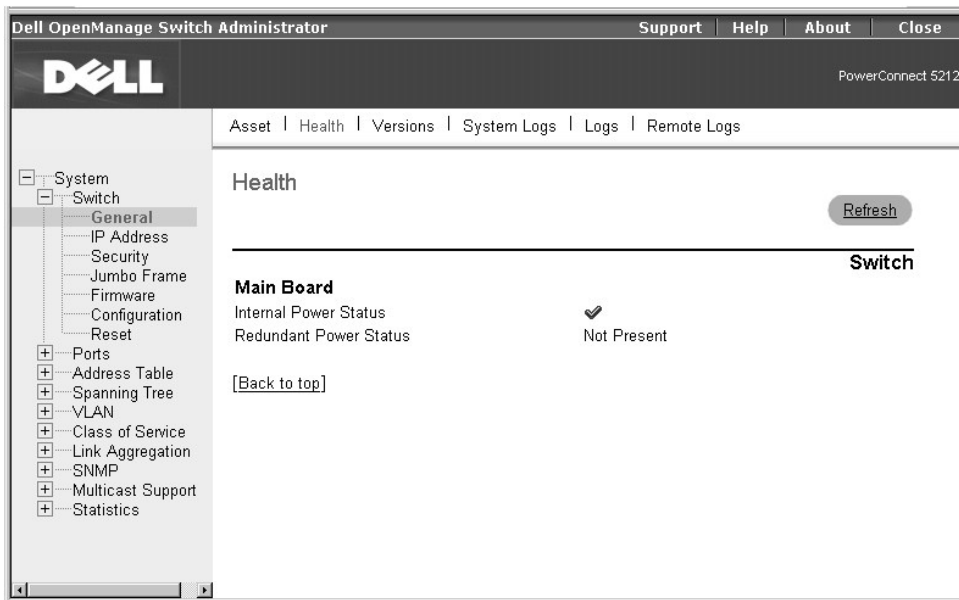 Dell OpenManage Switch Administrator
Support | Help | About | Close
DELL
PowerConnect 5212
Asset | Health | Versions | System Logs | Logs | Remote Logs
System
Switch
General
IP Address
Security
Jumbo Frame
Firmware
Configuration
Reset
Ports
Address Table
Spanning Tree
VLAN
Class of Service
Link Aggregation
SNMP
Multicast Support
Statistics
Health
Refresh
Switch
Main Board
Internal Power Status ✔
Redundant Power Status Not Present
[Back to top]